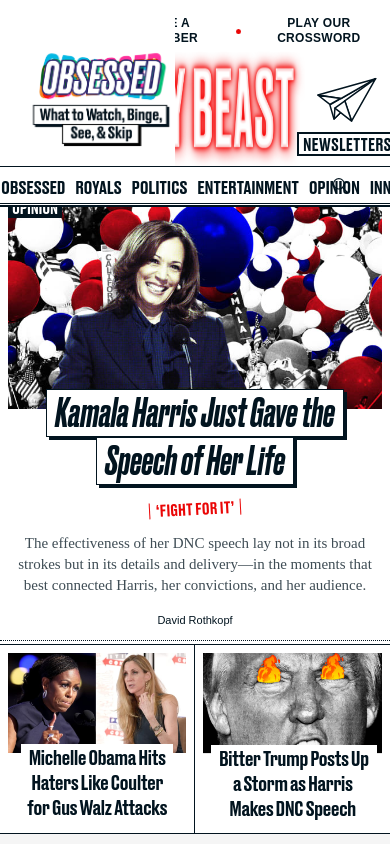 E A
BER
PLAY OUR
CROSSWORD
OBSESSED
What to Watch, Binge,
See, & Skip
Y BEAST
NEWSLETTERS
OBSESSED ROYALS POLITICS ENTERTAINMENT OPINION INN
OPINION
CALIFOR
MALA
Kamala Harris Just Gave the
Speech of Her Life
'FIGHT FOR IT'
The effectiveness of her DNC speech lay not in its broad
strokes but in its details and delivery—in the moments that
best connected Harris, her convictions, and her audience.
David Rothkopf
Michelle Obama Hits
Haters Like Coulter
for Gus Walz Attacks
Bitter Trump Posts Up
a Storm as Harris
Makes DNC Speech